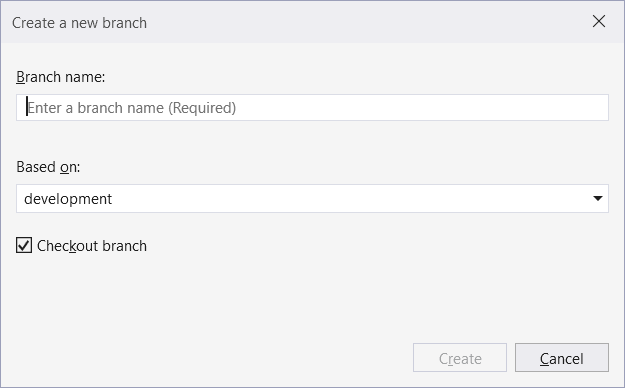 Create a new branch
Branch name:
Enter a branch name (Required)
Based on:
development
Checkout branch
Create
Cancel